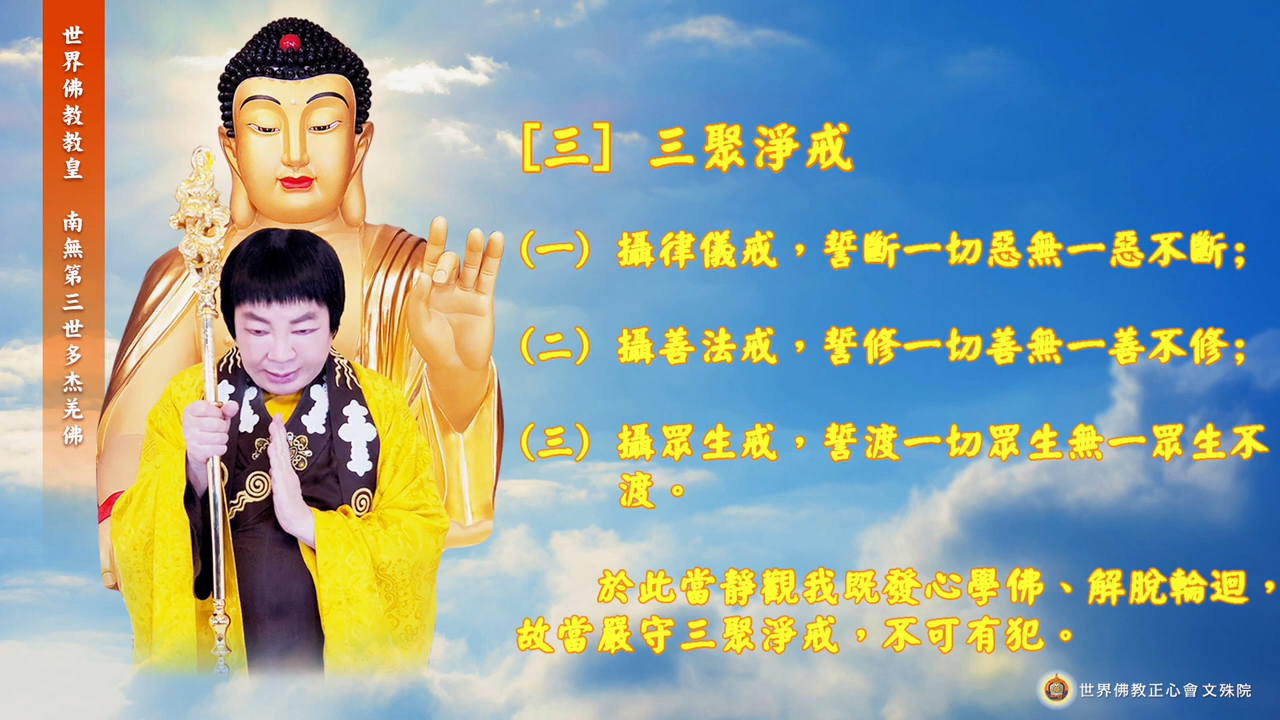 世界佛教教皇 南無第三世多杰羌佛
[三] 三聚淨戒
(一) 攝律儀戒，誓斷一切惡無一惡不斷；
(二) 攝善法戒，誓修一切善無一善不修；
(三) 攝眾生戒，誓渡一切眾生無一眾生不
渡。
於此當靜觀我既發心學佛、解脫輪迴，
故當嚴守三聚淨戒，不可有犯。
世界佛教正心會文殊院